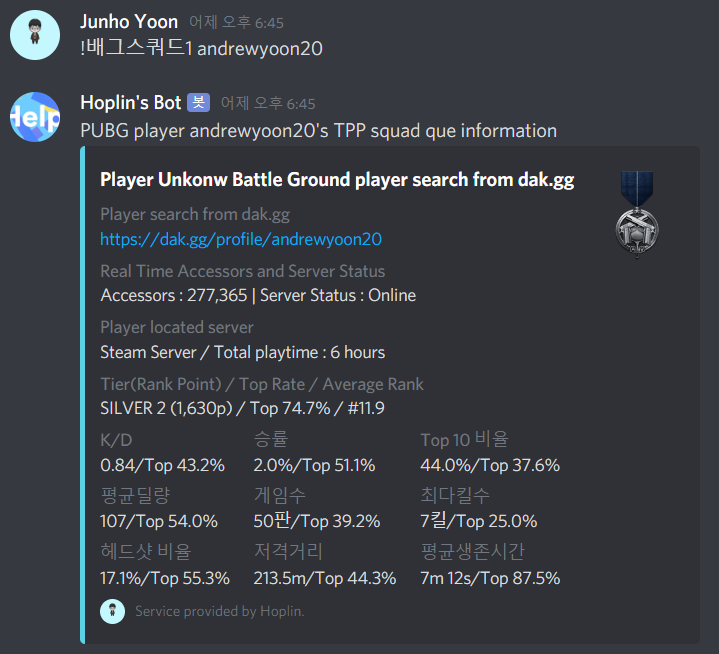 Junho Yoon 어제 오후 6:45
!배그스쿼드1 andrewyoon20
Help
Hoplin's Bot 봇 어제 오후 6:45
PUBG player andrewyoon20's TPP squad que information
Player Unkonw Battle Ground player search from dak.gg
Player search from dak.gg
https://dak.gg/profile/andrewyoon20
Real Time Accessors and Server Status
Accessors : 277,365 | Server Status : Online
Player located server
Steam Server / Total playtime : 6 hours
Tier(Rank Point) / Top Rate / Average Rank
SILVER 2 (1,630p) / Top 74.7% / #11.9
K/D 승률 Top 10 비율
0.84/Top 43.2% 2.0%/Top 51.1% 44.0%/Top 37.6%
평균딜량 게임수 최다킬수
107/Top 54.0% 50판/Top 39.2% 7킬/Top 25.0%
헤드샷 비율 저격거리 평균생존시간
17.1%/Top 55.3% 213.5m/Top 44.3% 7m 12s/Top 87.5%
Service provided by Hoplin.